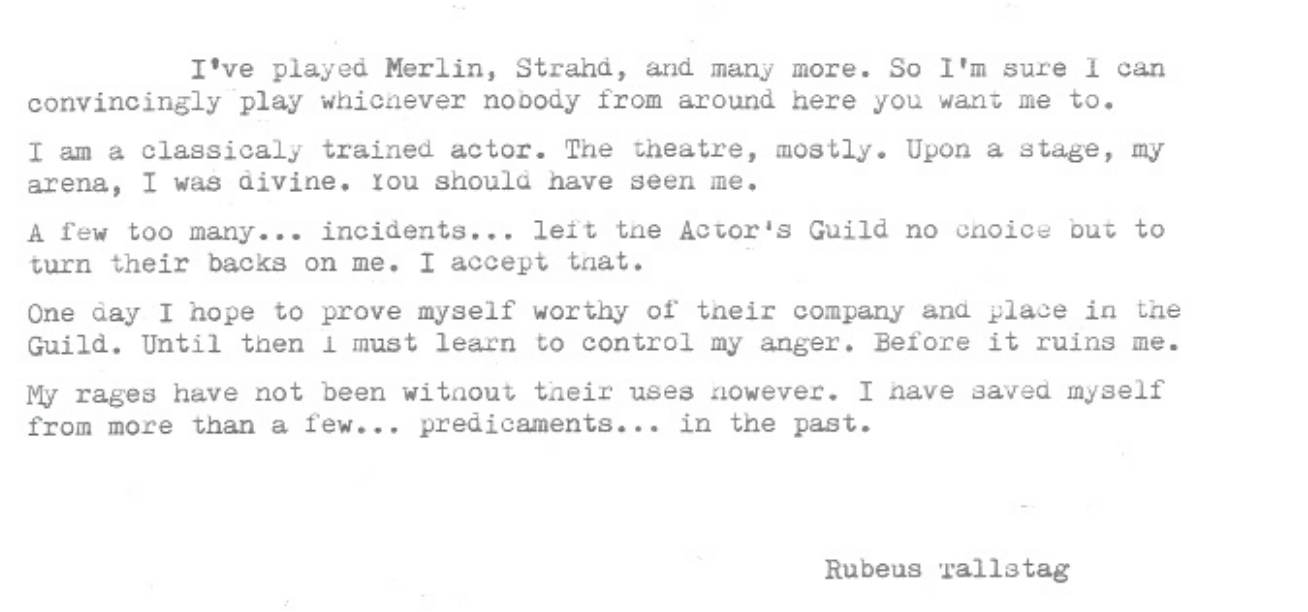 I've played Merlin, Strahd, and many more. So I'm sure I can
convincingly play whichever nobody from around here you want me to.
I am a classicaly trained actor. The theatre, mostly. Upon a stage, my
arena, I was divine. You should have seen me.
A few too many... incidents... left the Actor's Guild no choice but to
turn their backs on me. I accept that.
One day I hope to prove myself worthy of their company and place in the
Guild. Until then I must learn to control my anger. Before it ruins me.
My rages have not been without their uses however. I have saved myself
from more than a few... predicaments... in the past.
Rubeus Tallstag